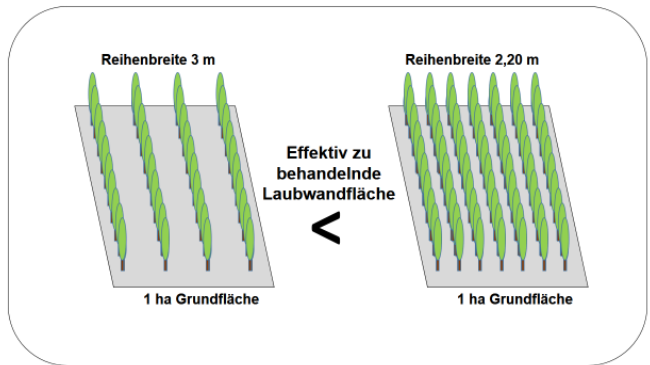 Reihenbreite 3 m
Reihenbreite 2,20 m
Effektiv zu
behandelnde
Laubwandfläche
<
1 ha Grundfläche
1 ha Grundfläche